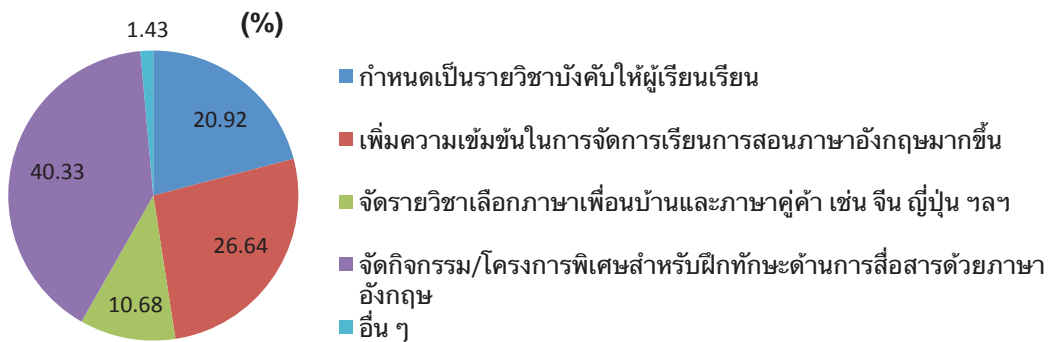 (%)
1.43
20.92
40.33
26.64
10.68
กำหนดเป็นรายวิชาบังคับให้ผู้เรียนเรียน
เพิ่มความเข้มข้นในการจัดการเรียนการสอนภาษาอังกฤษมากขึ้น
จัดรายวิชาเลือกภาษาเพื่อนบ้านและภาษาคู่ค้า เช่น จีน ญี่ปุ่น ฯลฯ
จัดกิจกรรม/โครงการพิเศษสำหรับฝึกทักษะด้านการสื่อสารด้วยภาษา
อังกฤษ
อื่น ๆ